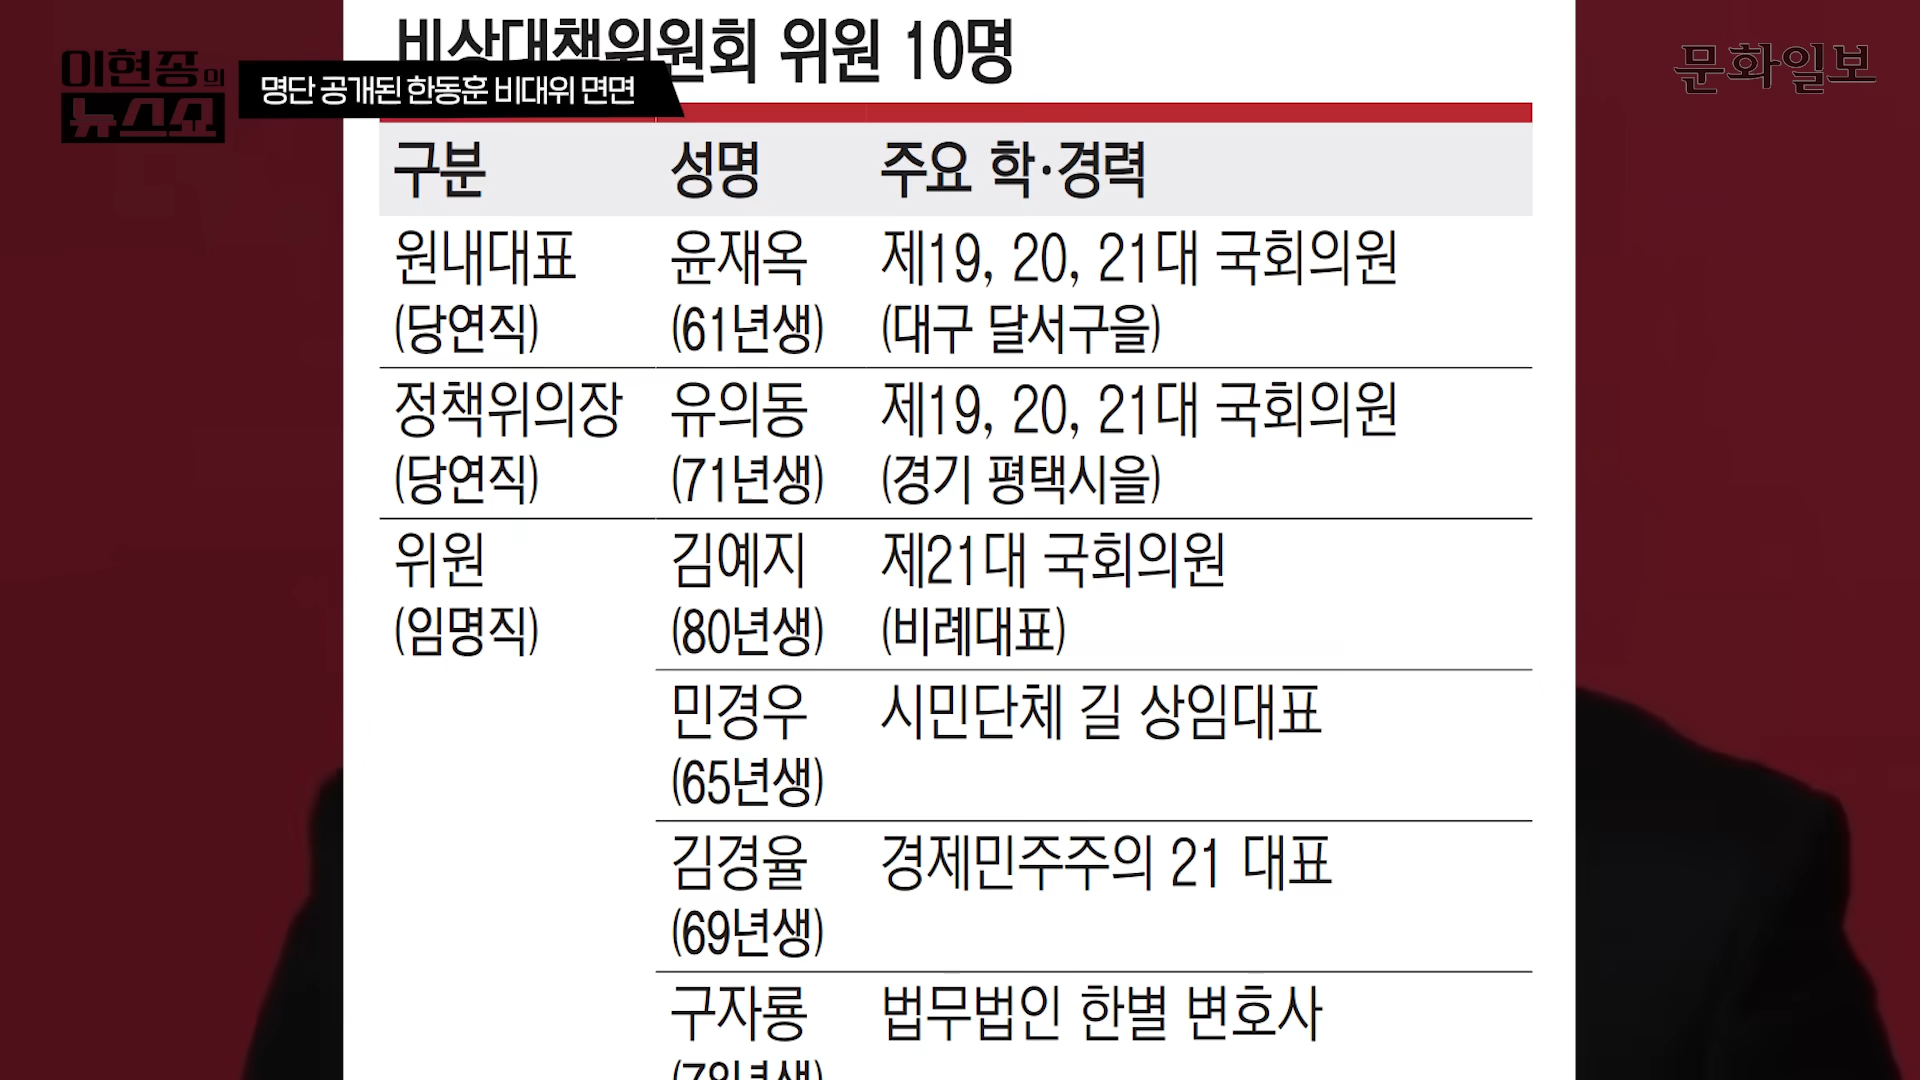 비상대책위원회 위원 10명
이현종의
뉴스쇼
명단 공개된 한동훈 비대위 면면
문화일보
구분 성명 주요 학·경력
원내대표 윤재옥 제19, 20, 21대 국회의원
(당연직) (61년생) (대구 달서구을)
정책위의장 유의동 제19, 20, 21대 국회의원
(당연직) (71년생) (경기 평택시을)
위원 김예지 제21대 국회의원
(임명직) (80년생) (비례대표)
민경우 시민단체 길 상임대표
(65년생)
김경율 경제민주주의 21 대표
(69년생)
구자룡 법무법인 한별 변호사